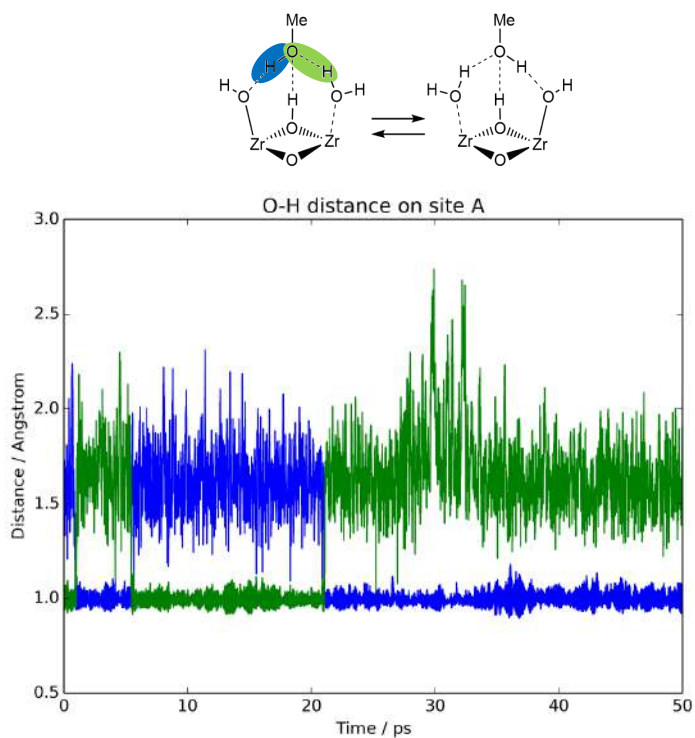 Me
O
H
H
H
O
H
O
H
O
Zr
Zr
O
Me
O
H
H
H
O
H
O
H
O
Zr
Zr
O
O-H distance on site A
3.0
2.5
2.0
1.5
1.0
0.5
Distance / Angstrom
0
10
20
30
40
50
Time / ps